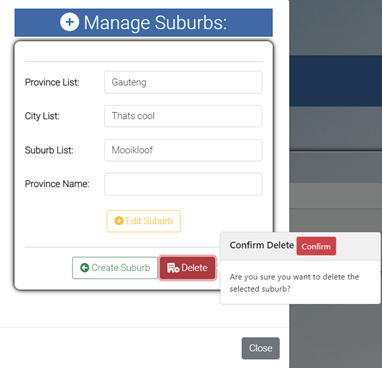 Manage Suburbs:
Province List:
Gauteng
City List:
Thats cool
Suburb List:
Mooikloof
Province Name:
Edit Suburb
Create Suburb
Delete
Confirm Delete Confirm
Are you sure you want to delete the
selected suburb?
Close